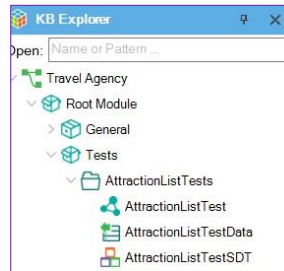 KB Explorer
Open: Name or Pattern ...
Travel Agency
Root Module
General
Tests
AttractionListTests
AttractionListTest
AttractionListTestData
AttractionListTestSDT